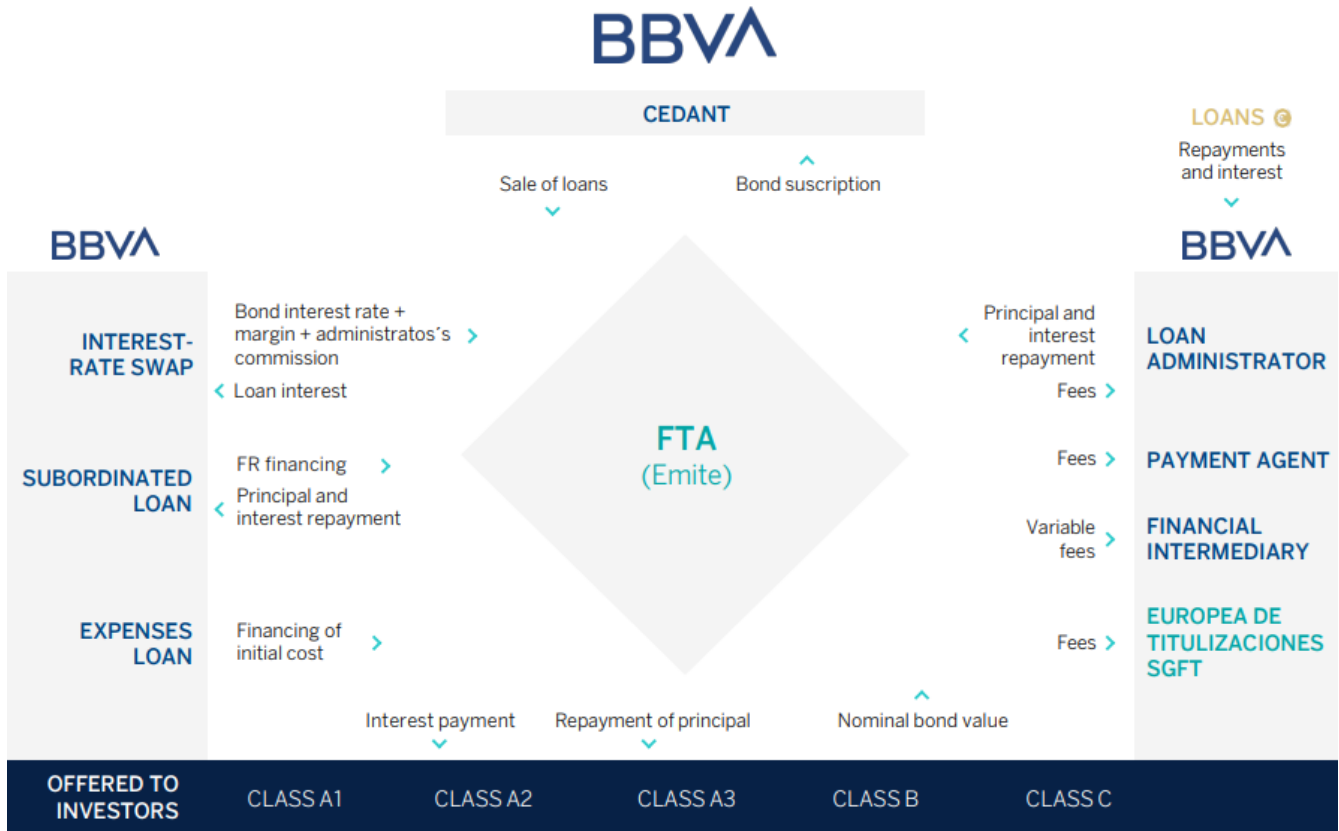 BBVA
CEDANT
LOANS
Repayments
and interest
Sale of loans
Bond suscription
BBVA
BBVA
INTEREST-
RATE SWAP
Bond interest rate +
margin + administratos´s
commission
Loan interest
Principal and
interest
repayment
Fees
LOAN
ADMINISTRATOR
SUBORDINATED
LOAN
FR financing
Principal and
interest repayment
FTA
(Emite)
Fees
PAYMENT AGENT
Variable
fees
FINANCIAL
INTERMEDIARY
EXPENSES
LOAN
Financing of
initial cost
Fees
EUROPEA DE
TITULIZACIONES
SGFT
Interest payment
Repayment of principal
Nominal bond value
OFFERED TO
INVESTORS
CLASS A1
CLASS A2
CLASS A3
CLASS B
CLASS C